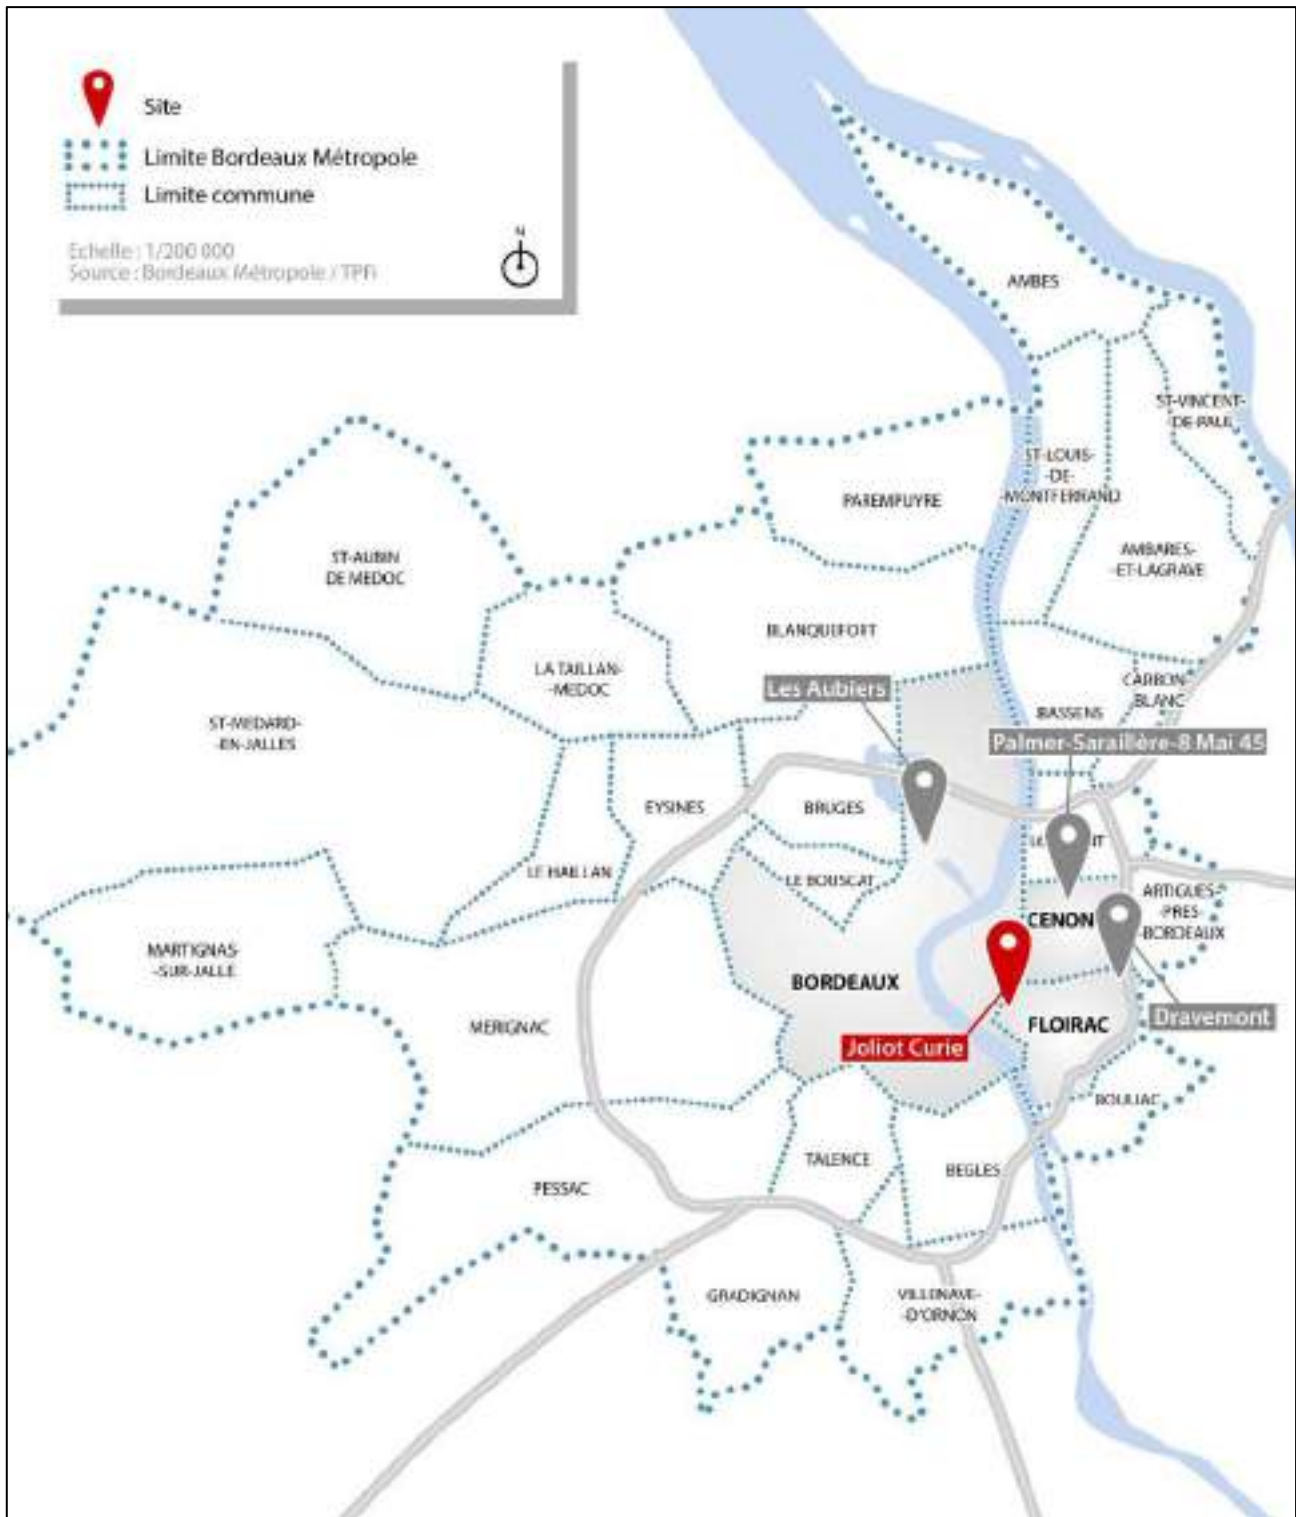 Site
Limite Bordeaux Métropole
Limite commune
Echelle : 1/200 000
Source : Bordeaux Métropole / TPFi
N
AMBES
ST-VINCENT-
-DE-PAUL
ST-LOUIS-
-DE-
-MONTFERRAND
PAREMPUYRE
AMBARES-
-ET-LAGRAVE
ST-AUBIN
DE MEDOC
BLANQUEFORT
LA TAILLAN-
-MEDOC
CARBON-
BLANC
Les Aubiers
BASSENS
ST-MEDARD-
-EN-JALLES
Palmer-Saraillère-8 Mai 45
EYSINES
BRUGES
LE HAILLAN
LE BOUSCAT
ARTIGUES-
-PRES-
-BORDEAUX
CENON
MARTIGNAS-
-SUR-JALLE
BORDEAUX
MERIGNAC
FLOIRAC
Dravemont
Joliot Curie
BOULIAC
TALENCE
BEGLES
PESSAC
GRADIGNAN
VILLENAVE-
-D'ORNON